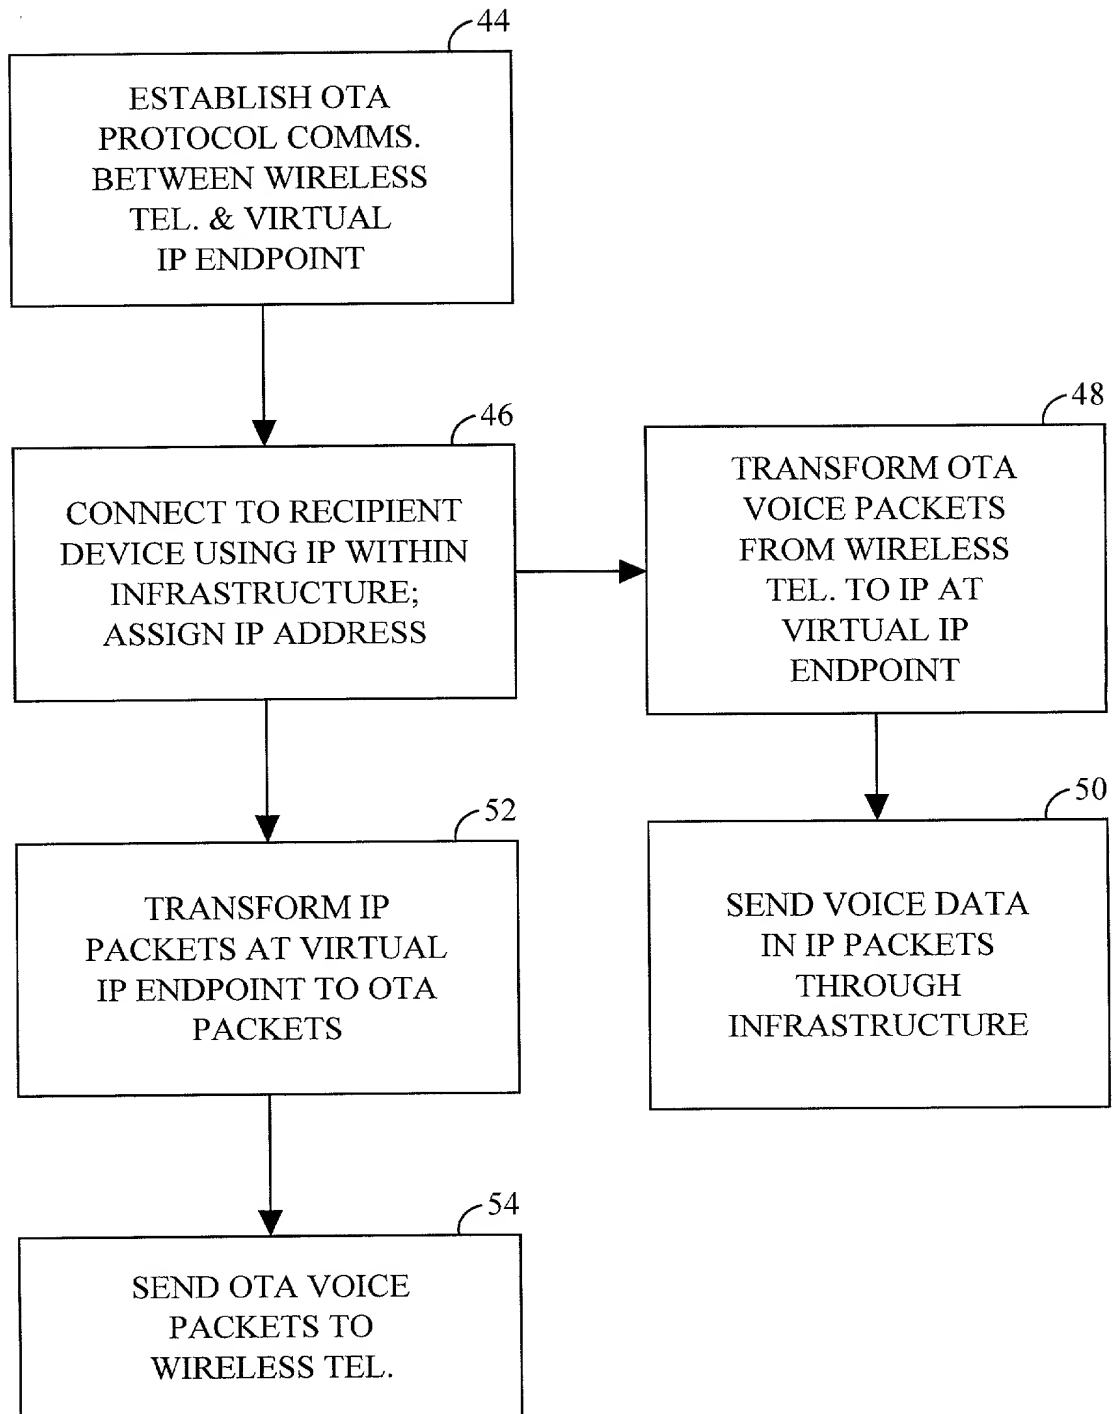 44
ESTABLISH OTA
PROTOCOL COMMS.
BETWEEN WIRELESS
TEL. & VIRTUAL
IP ENDPOINT
46
CONNECT TO RECIPIENT
DEVICE USING IP WITHIN
INFRASTRUCTURE;
ASSIGN IP ADDRESS
48
TRANSFORM OTA
VOICE PACKETS
FROM WIRELESS
TEL. TO IP AT
VIRTUAL IP
ENDPOINT
52
TRANSFORM IP
PACKETS AT VIRTUAL
IP ENDPOINT TO OTA
PACKETS
50
SEND VOICE DATA
IN IP PACKETS
THROUGH
INFRASTRUCTURE
54
SEND OTA VOICE
PACKETS TO
WIRELESS TEL.